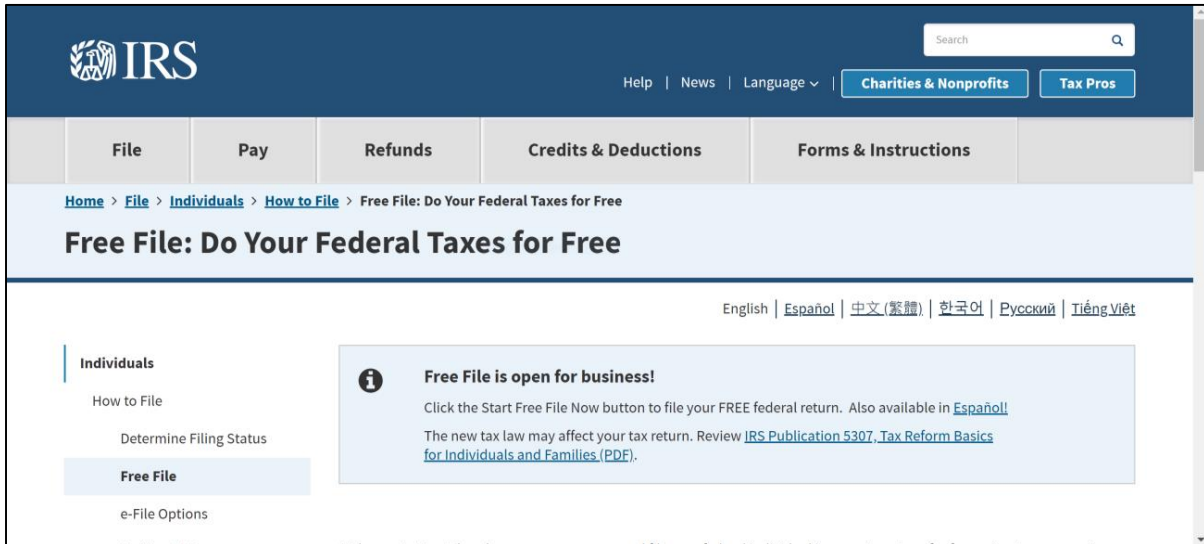 IRS
Search
Help | News | Language | Charities & Nonprofits Tax Pros
File Pay Refunds Credits & Deductions Forms & Instructions
Home > File > Individuals > How to File > Free File: Do Your Federal Taxes for Free
Free File: Do Your Federal Taxes for Free
English | Español | 中文 (繁體) | 한국어 | Русский | Tiếng Việt
Individuals
How to File
Determine Filing Status
Free File
e-File Options
Free File is open for business!
Click the Start Free File Now button to file your FREE federal return. Also available in Español!
The new tax law may affect your tax return. Review IRS Publication 5307, Tax Reform Basics
for Individuals and Families (PDF).